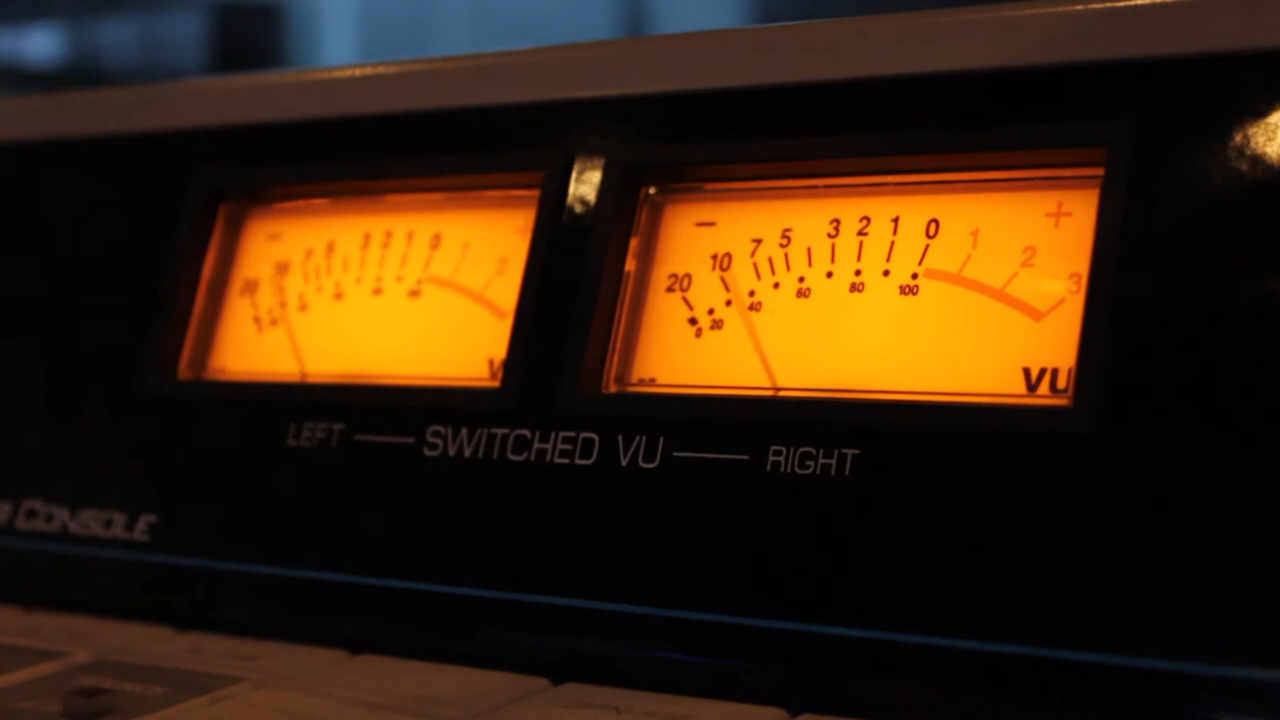 − +
20 10 7 5 3 2 1 0 1 2 3
0 20 40 60 80 100
VU
LEFT — SWITCHED VU — RIGHT
CONSOLE